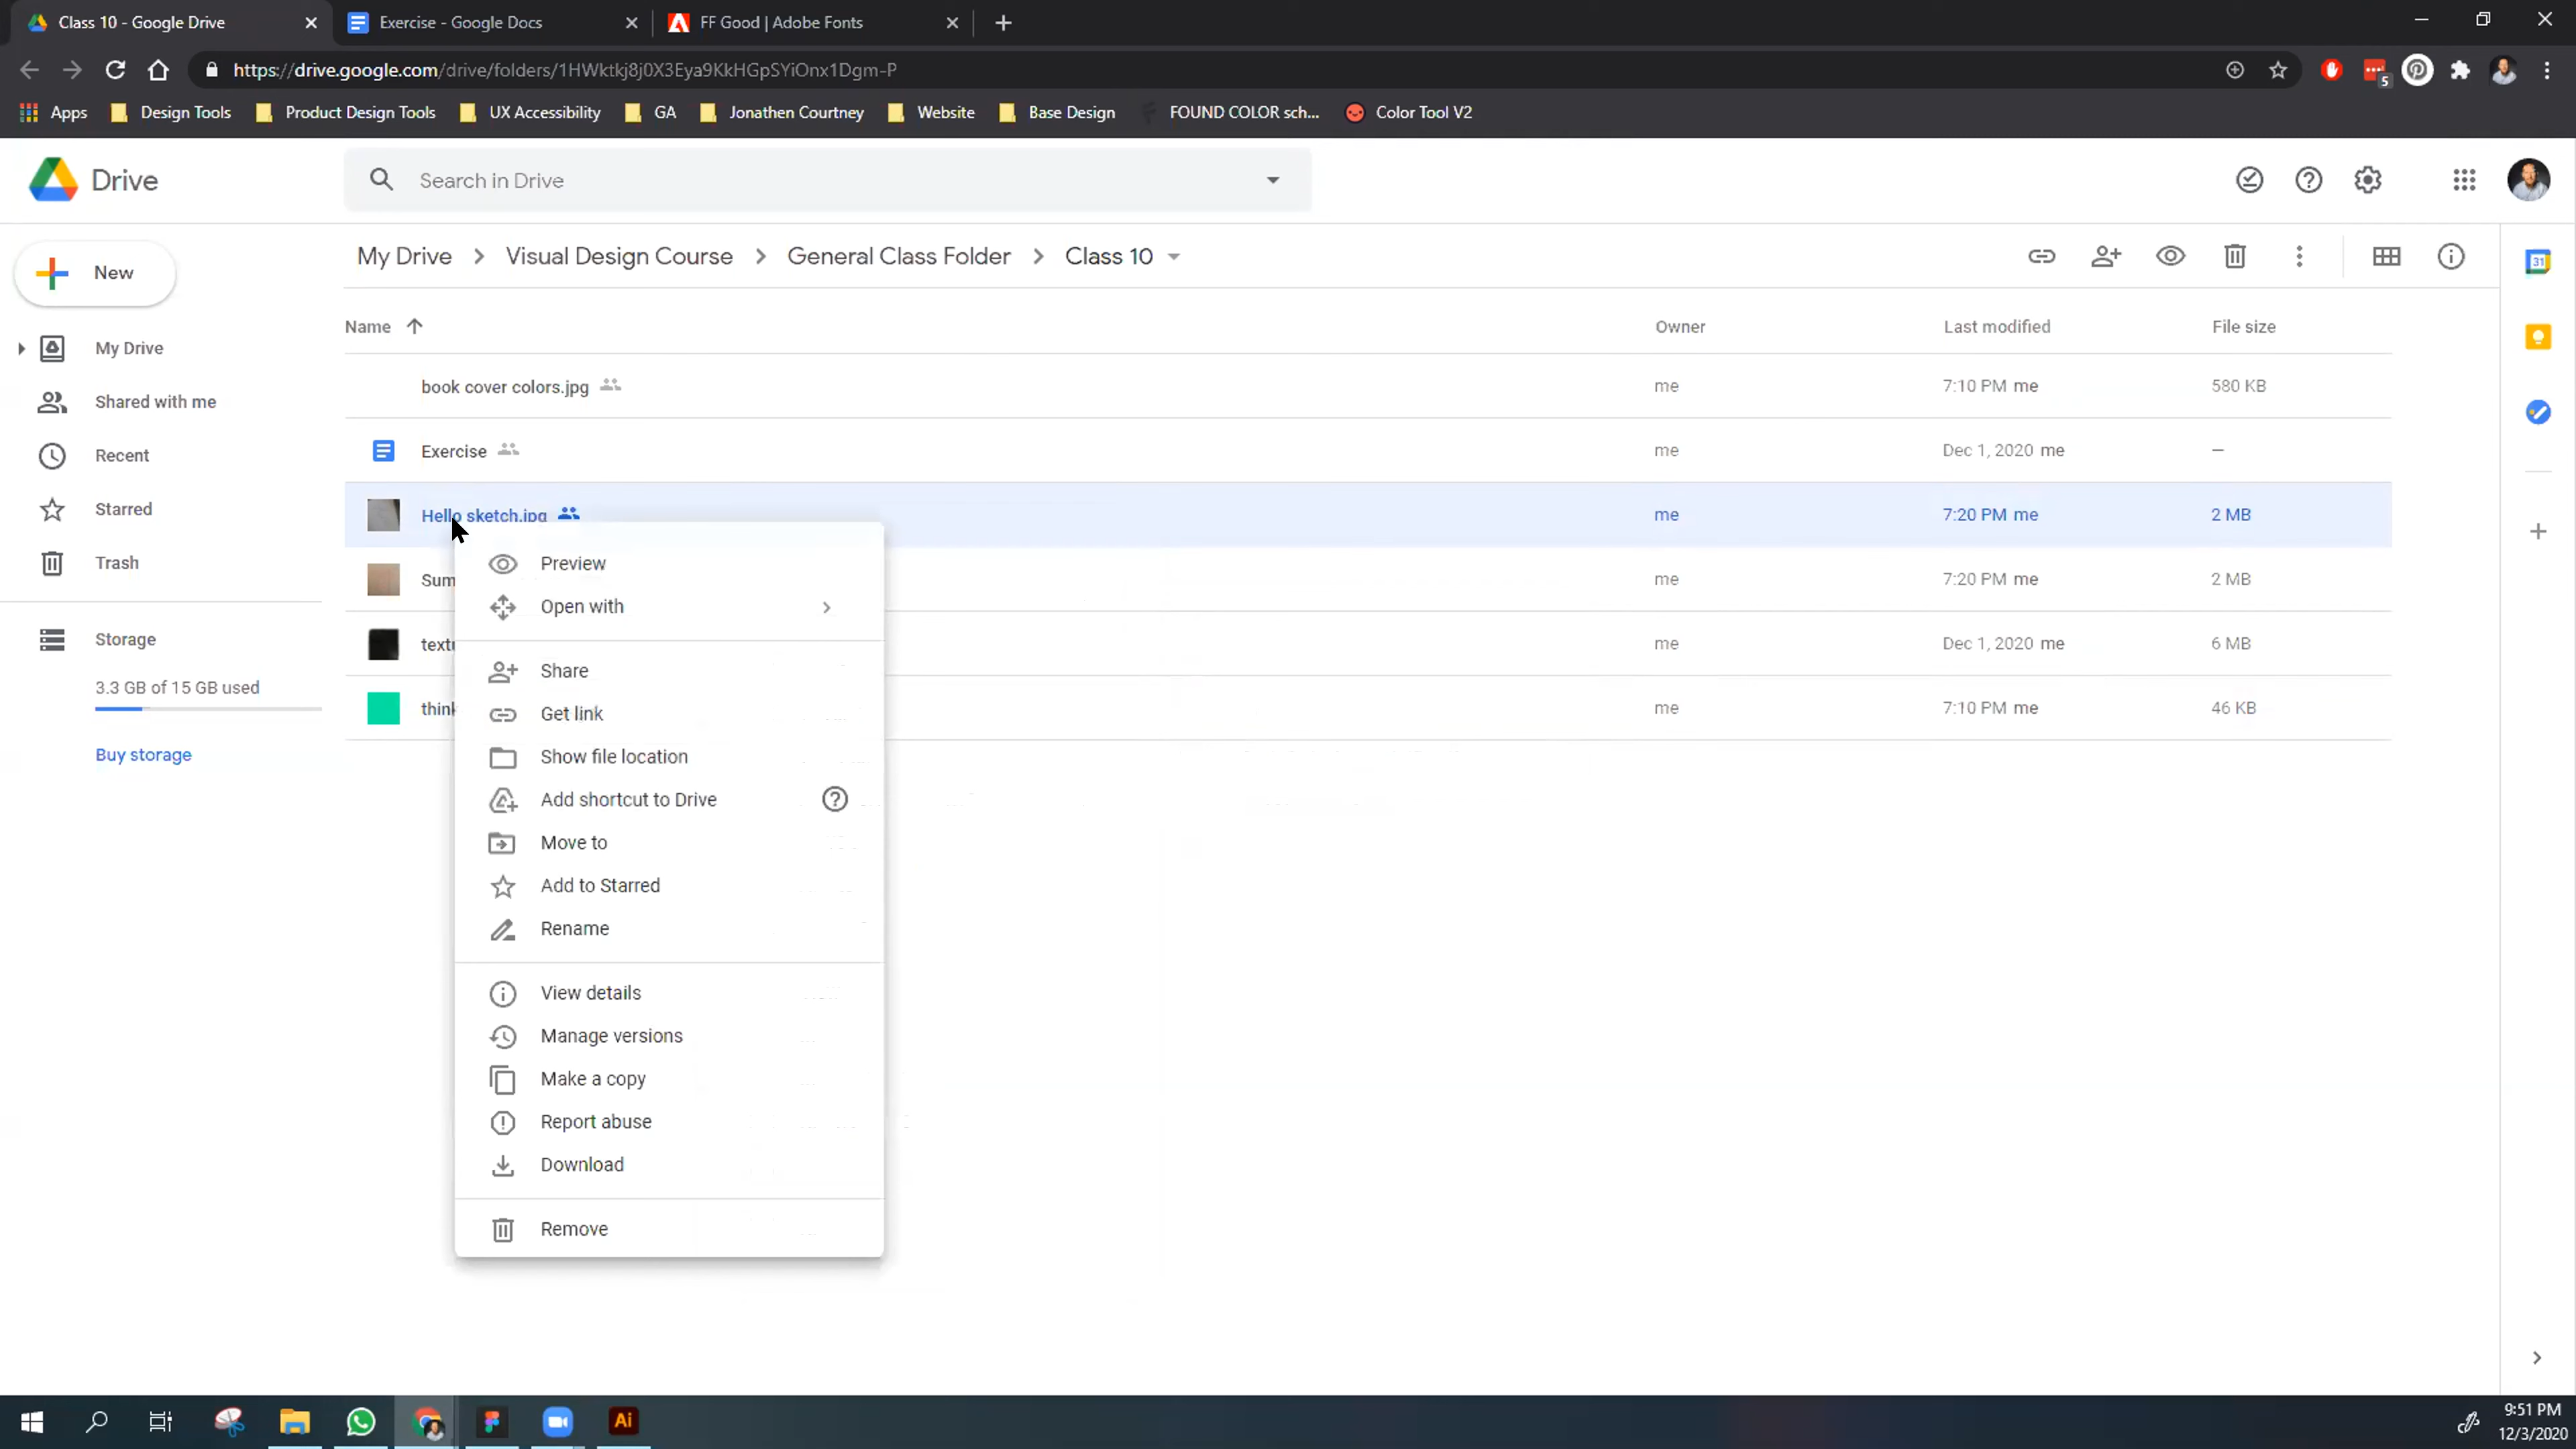 Class 10 - Google Drive
Exercise - Google Docs
FF Good | Adobe Fonts
https://drive.google.com/drive/folders/1HWktkj8j0X3Eya9KkHGpSYiOnx1Dgm-P
5
Apps
Design Tools
Product Design Tools
UX Accessibility
GA
Jonathen Courtney
Website
Base Design
FOUND COLOR sch...
Color Tool V2
Drive
Search in Drive
New
My Drive
Visual Design Course
General Class Folder
Class 10
31
Name
Owner
Last modified
File size
My Drive
Shared with me
Recent
Starred
Trash
Storage
3.3 GB of 15 GB used
Buy storage
book cover colors.jpg
me
7:10 PM me
580 KB
Exercise
me
Dec 1, 2020 me
—
Hello sketch.jpg
me
7:20 PM me
2 MB
Sum
me
7:20 PM me
2 MB
textu
me
Dec 1, 2020 me
6 MB
think
me
7:10 PM me
46 KB
Preview
Open with
Share
Get link
Show file location
Add shortcut to Drive
Move to
Add to Starred
Rename
View details
Manage versions
Make a copy
Report abuse
Download
Remove
Ai
9:51 PM
12/3/2020